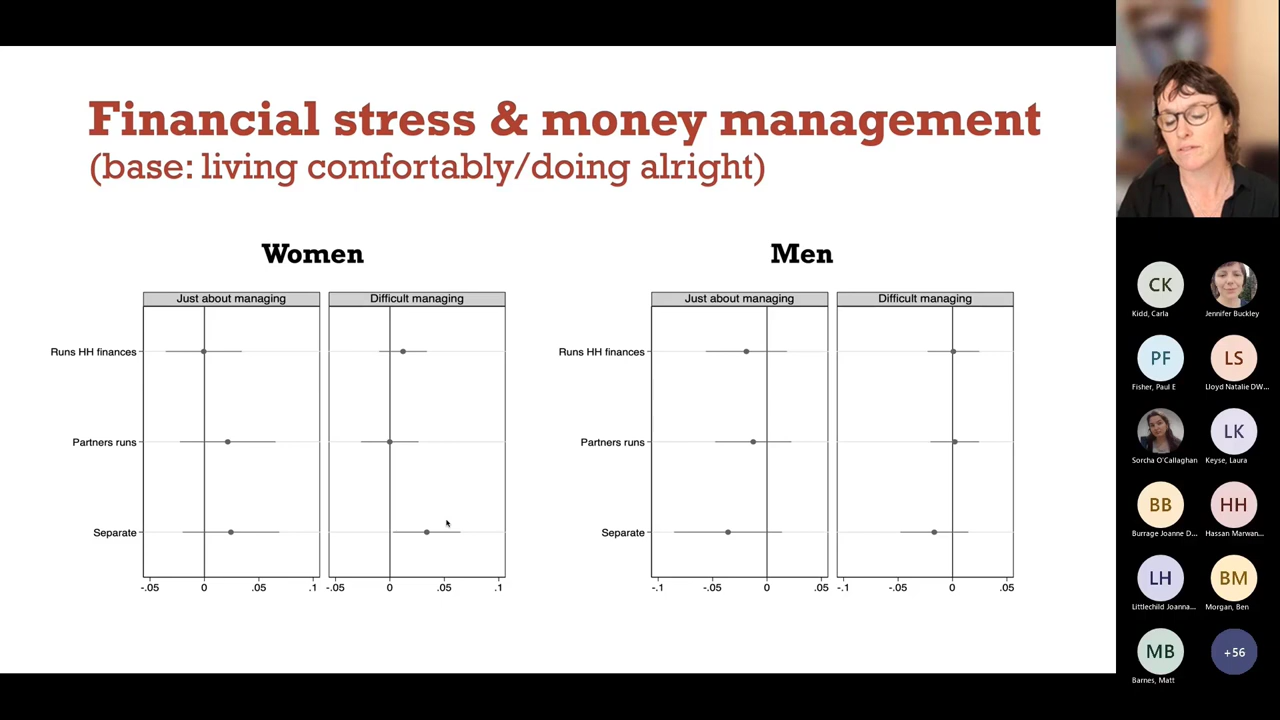 Financial stress & money management
(base: living comfortably/doing alright)
Women
Men
Just about managing
Difficult managing
Just about managing
Difficult managing
Runs HH finances
Partners runs
Separate
Runs HH finances
Partners runs
Separate
-.05 0 .05 .1
-.05 0 .05 .1
-.1 -.05 0 .05
-.1 -.05 0 .05
CK
Kidd, Carla
Jennifer Buckley
PF
Fisher, Paul E
LS
Lloyd Natalie DW...
Sorcha O'Callaghan
LK
Keyse, Laura
BB
Burrage Joanne D...
HH
Hassan Marwan...
LH
Littlechild Joanna...
BM
Morgan, Ben
MB
Barnes, Matt
+56